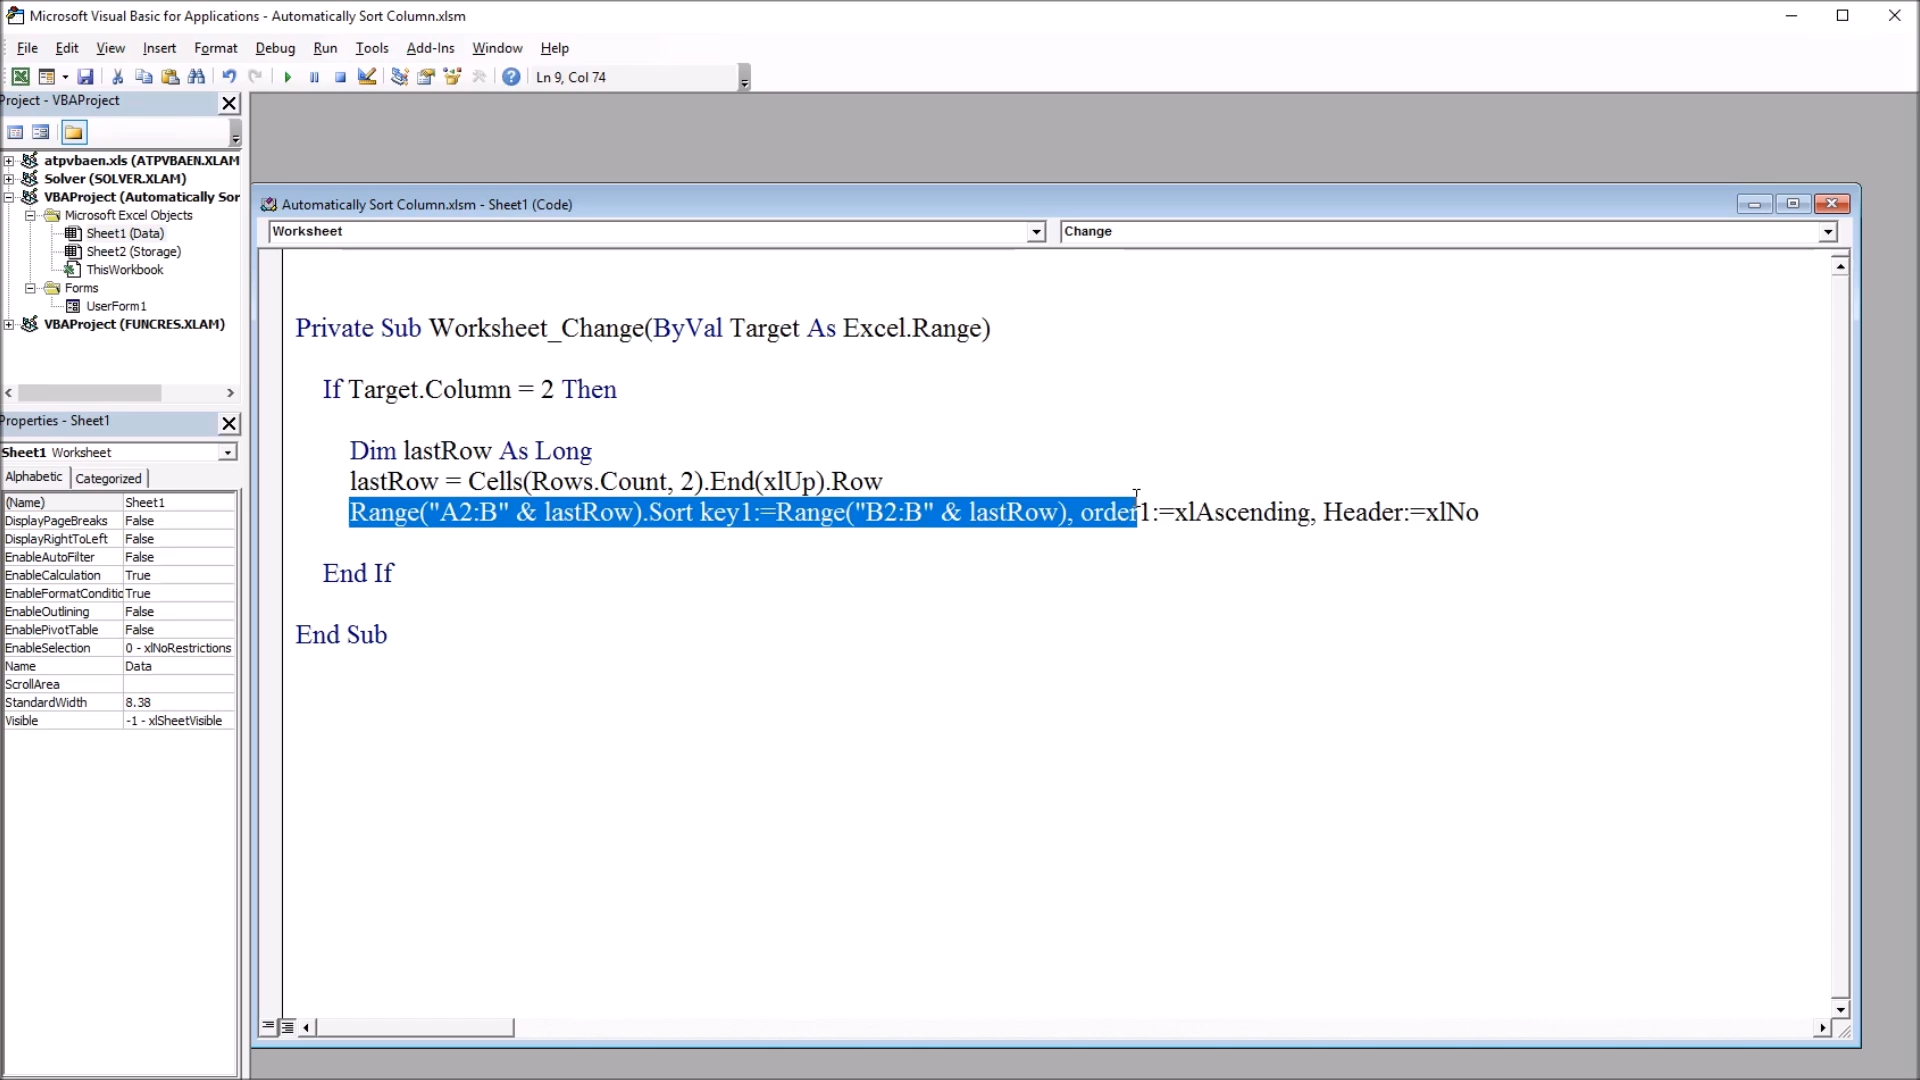 Microsoft Visual Basic for Applications - Automatically Sort Column.xlsm
File Edit View Insert Format Debug Run Tools Add-Ins Window Help
Ln 9, Col 74
Project - VBAProject
atpvbaen.xls (ATPVBAEN.XLAM
Solver (SOLVER.XLAM)
VBAProject (Automatically Sor
Microsoft Excel Objects
Sheet1 (Data)
Sheet2 (Storage)
ThisWorkbook
Forms
UserForm1
VBAProject (FUNCRES.XLAM)
Properties - Sheet1
Sheet1 Worksheet
Alphabetic Categorized
(Name) Sheet1
DisplayPageBreaks False
DisplayRightToLeft False
EnableAutoFilter False
EnableCalculation True
EnableFormatConditic True
EnableOutlining False
EnablePivotTable False
EnableSelection 0 - xlNoRestrictions
Name Data
ScrollArea
StandardWidth 8.38
Visible -1 - xlSheetVisible
Automatically Sort Column.xlsm - Sheet1 (Code)
Worksheet Change
Private Sub Worksheet_Change(ByVal Target As Excel.Range)
If Target.Column = 2 Then
Dim lastRow As Long
lastRow = Cells(Rows.Count, 2).End(xlUp).Row
Range("A2:B" & lastRow).Sort key1:=Range("B2:B" & lastRow), order1:=xlAscending, Header:=xlNo
End If
End Sub